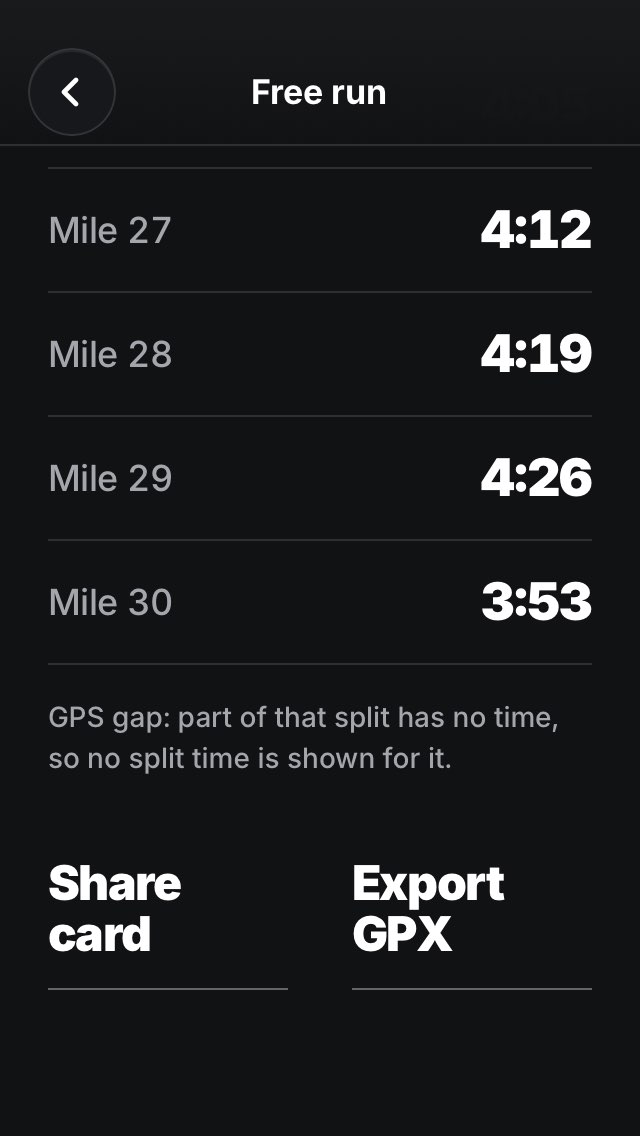 Free run
Mile 27
4:12
Mile 28
4:19
Mile 29
4:26
Mile 30
3:53
GPS gap: part of that split has no time,
so no split time is shown for it.
Share
card
Export
GPX